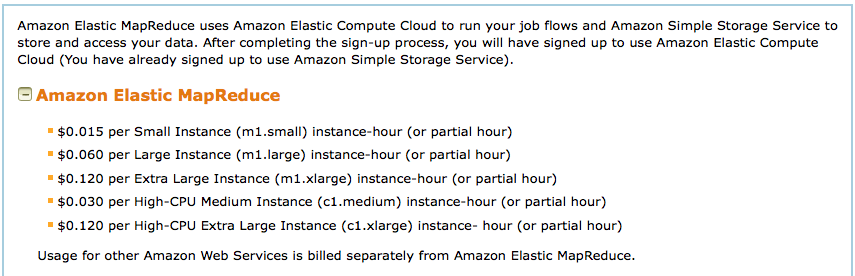 Amazon Elastic MapReduce uses Amazon Elastic Compute Cloud to run your job flows and Amazon Simple Storage Service to
store and access your data. After completing the sign-up process, you will have signed up to use Amazon Elastic Compute
Cloud (You have already signed up to use Amazon Simple Storage Service).
Amazon Elastic MapReduce
$0.015 per Small Instance (m1.small) instance-hour (or partial hour)
$0.060 per Large Instance (m1.large) instance-hour (or partial hour)
$0.120 per Extra Large Instance (m1.xlarge) instance-hour (or partial hour)
$0.030 per High-CPU Medium Instance (c1.medium) instance-hour (or partial hour)
$0.120 per High-CPU Extra Large Instance (c1.xlarge) instance- hour (or partial hour)
Usage for other Amazon Web Services is billed separately from Amazon Elastic MapReduce.